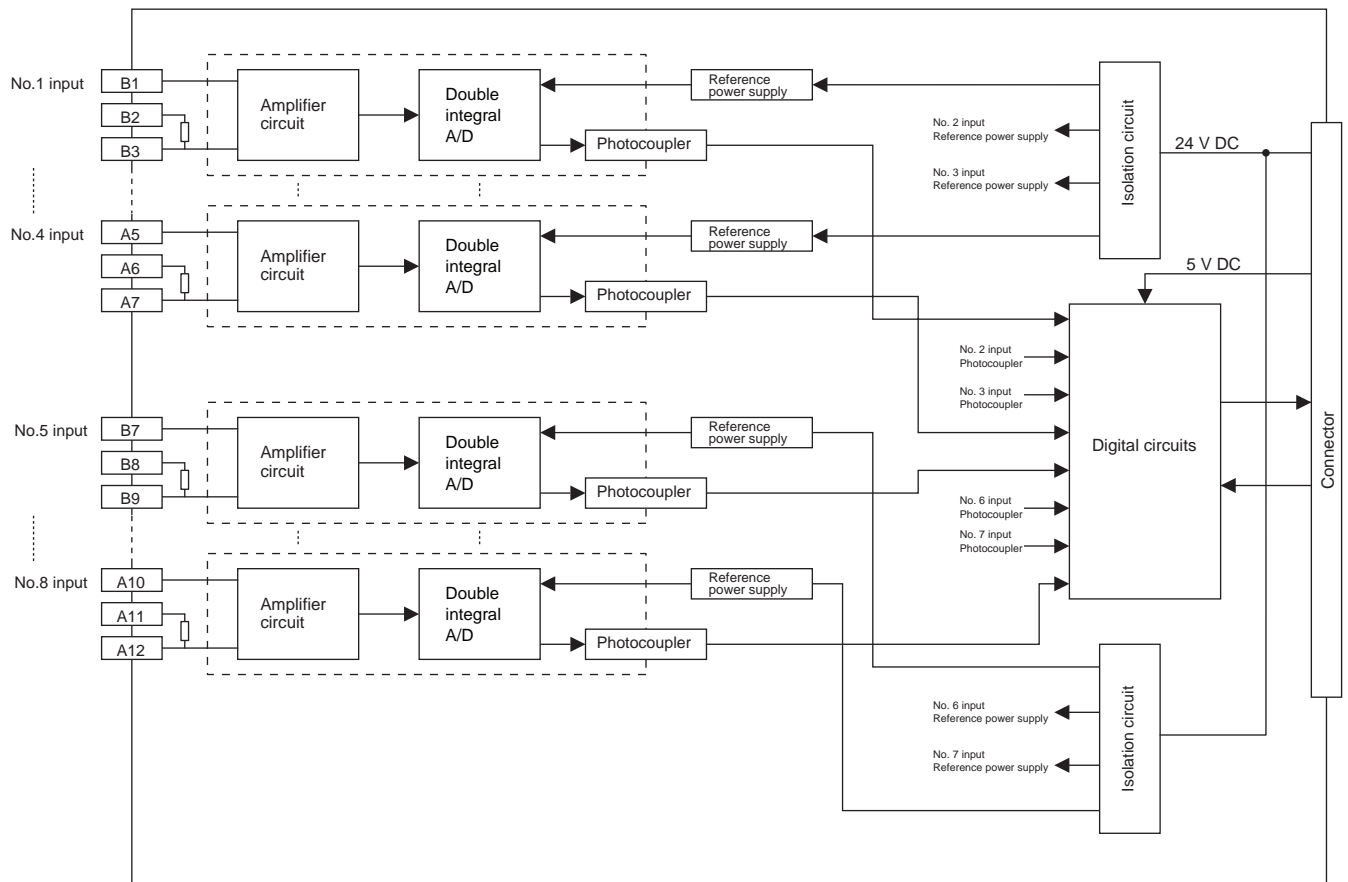 No.1 input
B1
B2
B3
Amplifier
circuit
Double
integral
A/D
Reference
power supply
Photocoupler
No. 2 input
Reference power supply
No. 3 input
Reference power supply
Isolation circuit
24 V DC
No.4 input
A5
A6
A7
Amplifier
circuit
Double
integral
A/D
Reference
power supply
Photocoupler
5 V DC
No. 2 input
Photocoupler
No. 3 input
Photocoupler
Digital circuits
Connector
No.5 input
B7
B8
B9
Amplifier
circuit
Double
integral
A/D
Reference
power supply
Photocoupler
No. 6 input
Photocoupler
No. 7 input
Photocoupler
No.8 input
A10
A11
A12
Amplifier
circuit
Double
integral
A/D
Reference
power supply
Photocoupler
No. 6 input
Reference power supply
No. 7 input
Reference power supply
Isolation circuit